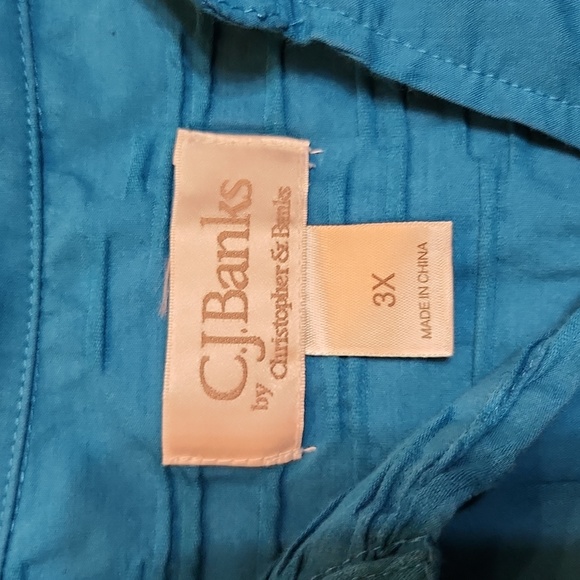 C.J. Banks
by Christopher & Banks
3X
MADE IN CHINA